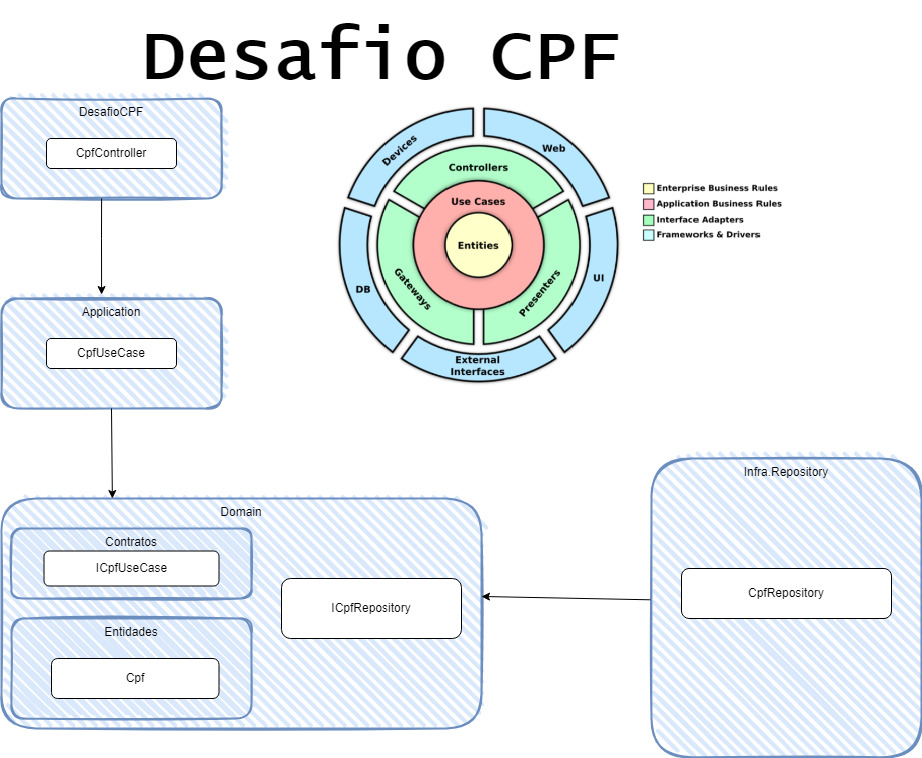 Desafio CPF
DesafioCPF
CpfController
Devices
Web
Controllers
Use Cases
Entities
DB
Gateways
Presenters
UI
External
Interfaces
Enterprise Business Rules
Application Business Rules
Interface Adapters
Frameworks & Drivers
Application
CpfUseCase
Domain
Contratos
ICpfUseCase
ICpfRepository
Entidades
Cpf
Infra.Repository
CpfRepository